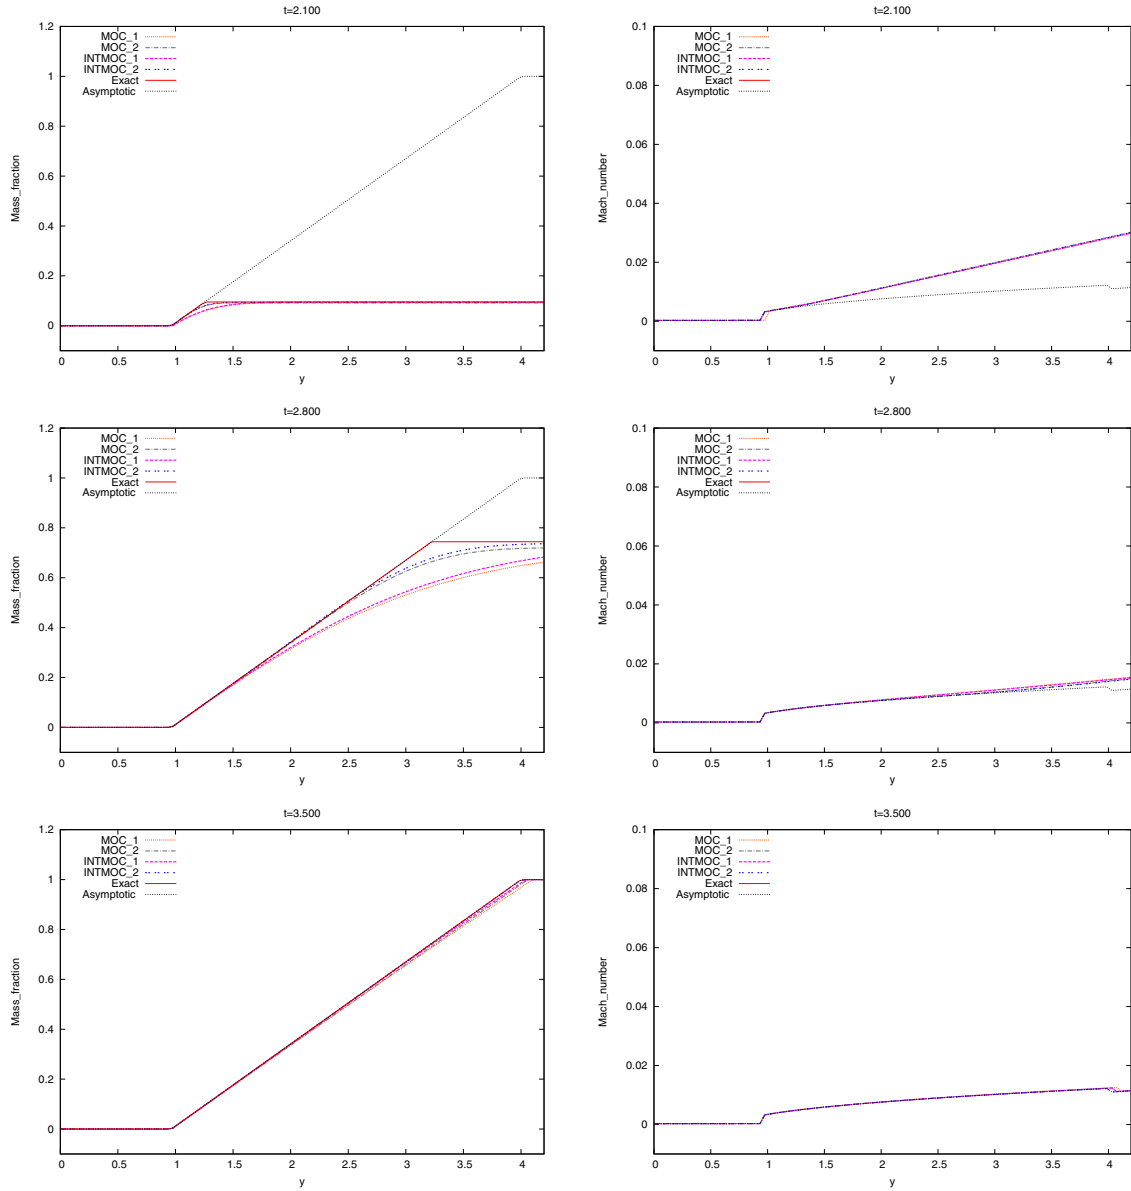 t=2.100
1.2
1
0.8
0.6
0.4
0.2
0
Mass_fraction
MOC_1
MOC_2
INTMOC_1
INTMOC_2
Exact
Asymptotic
0 0.5 1 1.5 2 2.5 3 3.5 4
y
t=2.100
0.1
0.08
0.06
0.04
0.02
0
Mach_number
MOC_1
MOC_2
INTMOC_1
INTMOC_2
Exact
Asymptotic
0 0.5 1 1.5 2 2.5 3 3.5 4
y
t=2.800
1.2
1
0.8
0.6
0.4
0.2
0
Mass_fraction
MOC_1
MOC_2
INTMOC_1
INTMOC_2
Exact
Asymptotic
0 0.5 1 1.5 2 2.5 3 3.5 4
y
t=2.800
0.1
0.08
0.06
0.04
0.02
0
Mach_number
MOC_1
MOC_2
INTMOC_1
INTMOC_2
Exact
Asymptotic
0 0.5 1 1.5 2 2.5 3 3.5 4
y
t=3.500
1.2
1
0.8
0.6
0.4
0.2
0
Mass_fraction
MOC_1
MOC_2
INTMOC_1
INTMOC_2
Exact
Asymptotic
0 0.5 1 1.5 2 2.5 3 3.5 4
y
t=3.500
0.1
0.08
0.06
0.04
0.02
0
Mach_number
MOC_1
MOC_2
INTMOC_1
INTMOC_2
Exact
Asymptotic
0 0.5 1 1.5 2 2.5 3 3.5 4
y